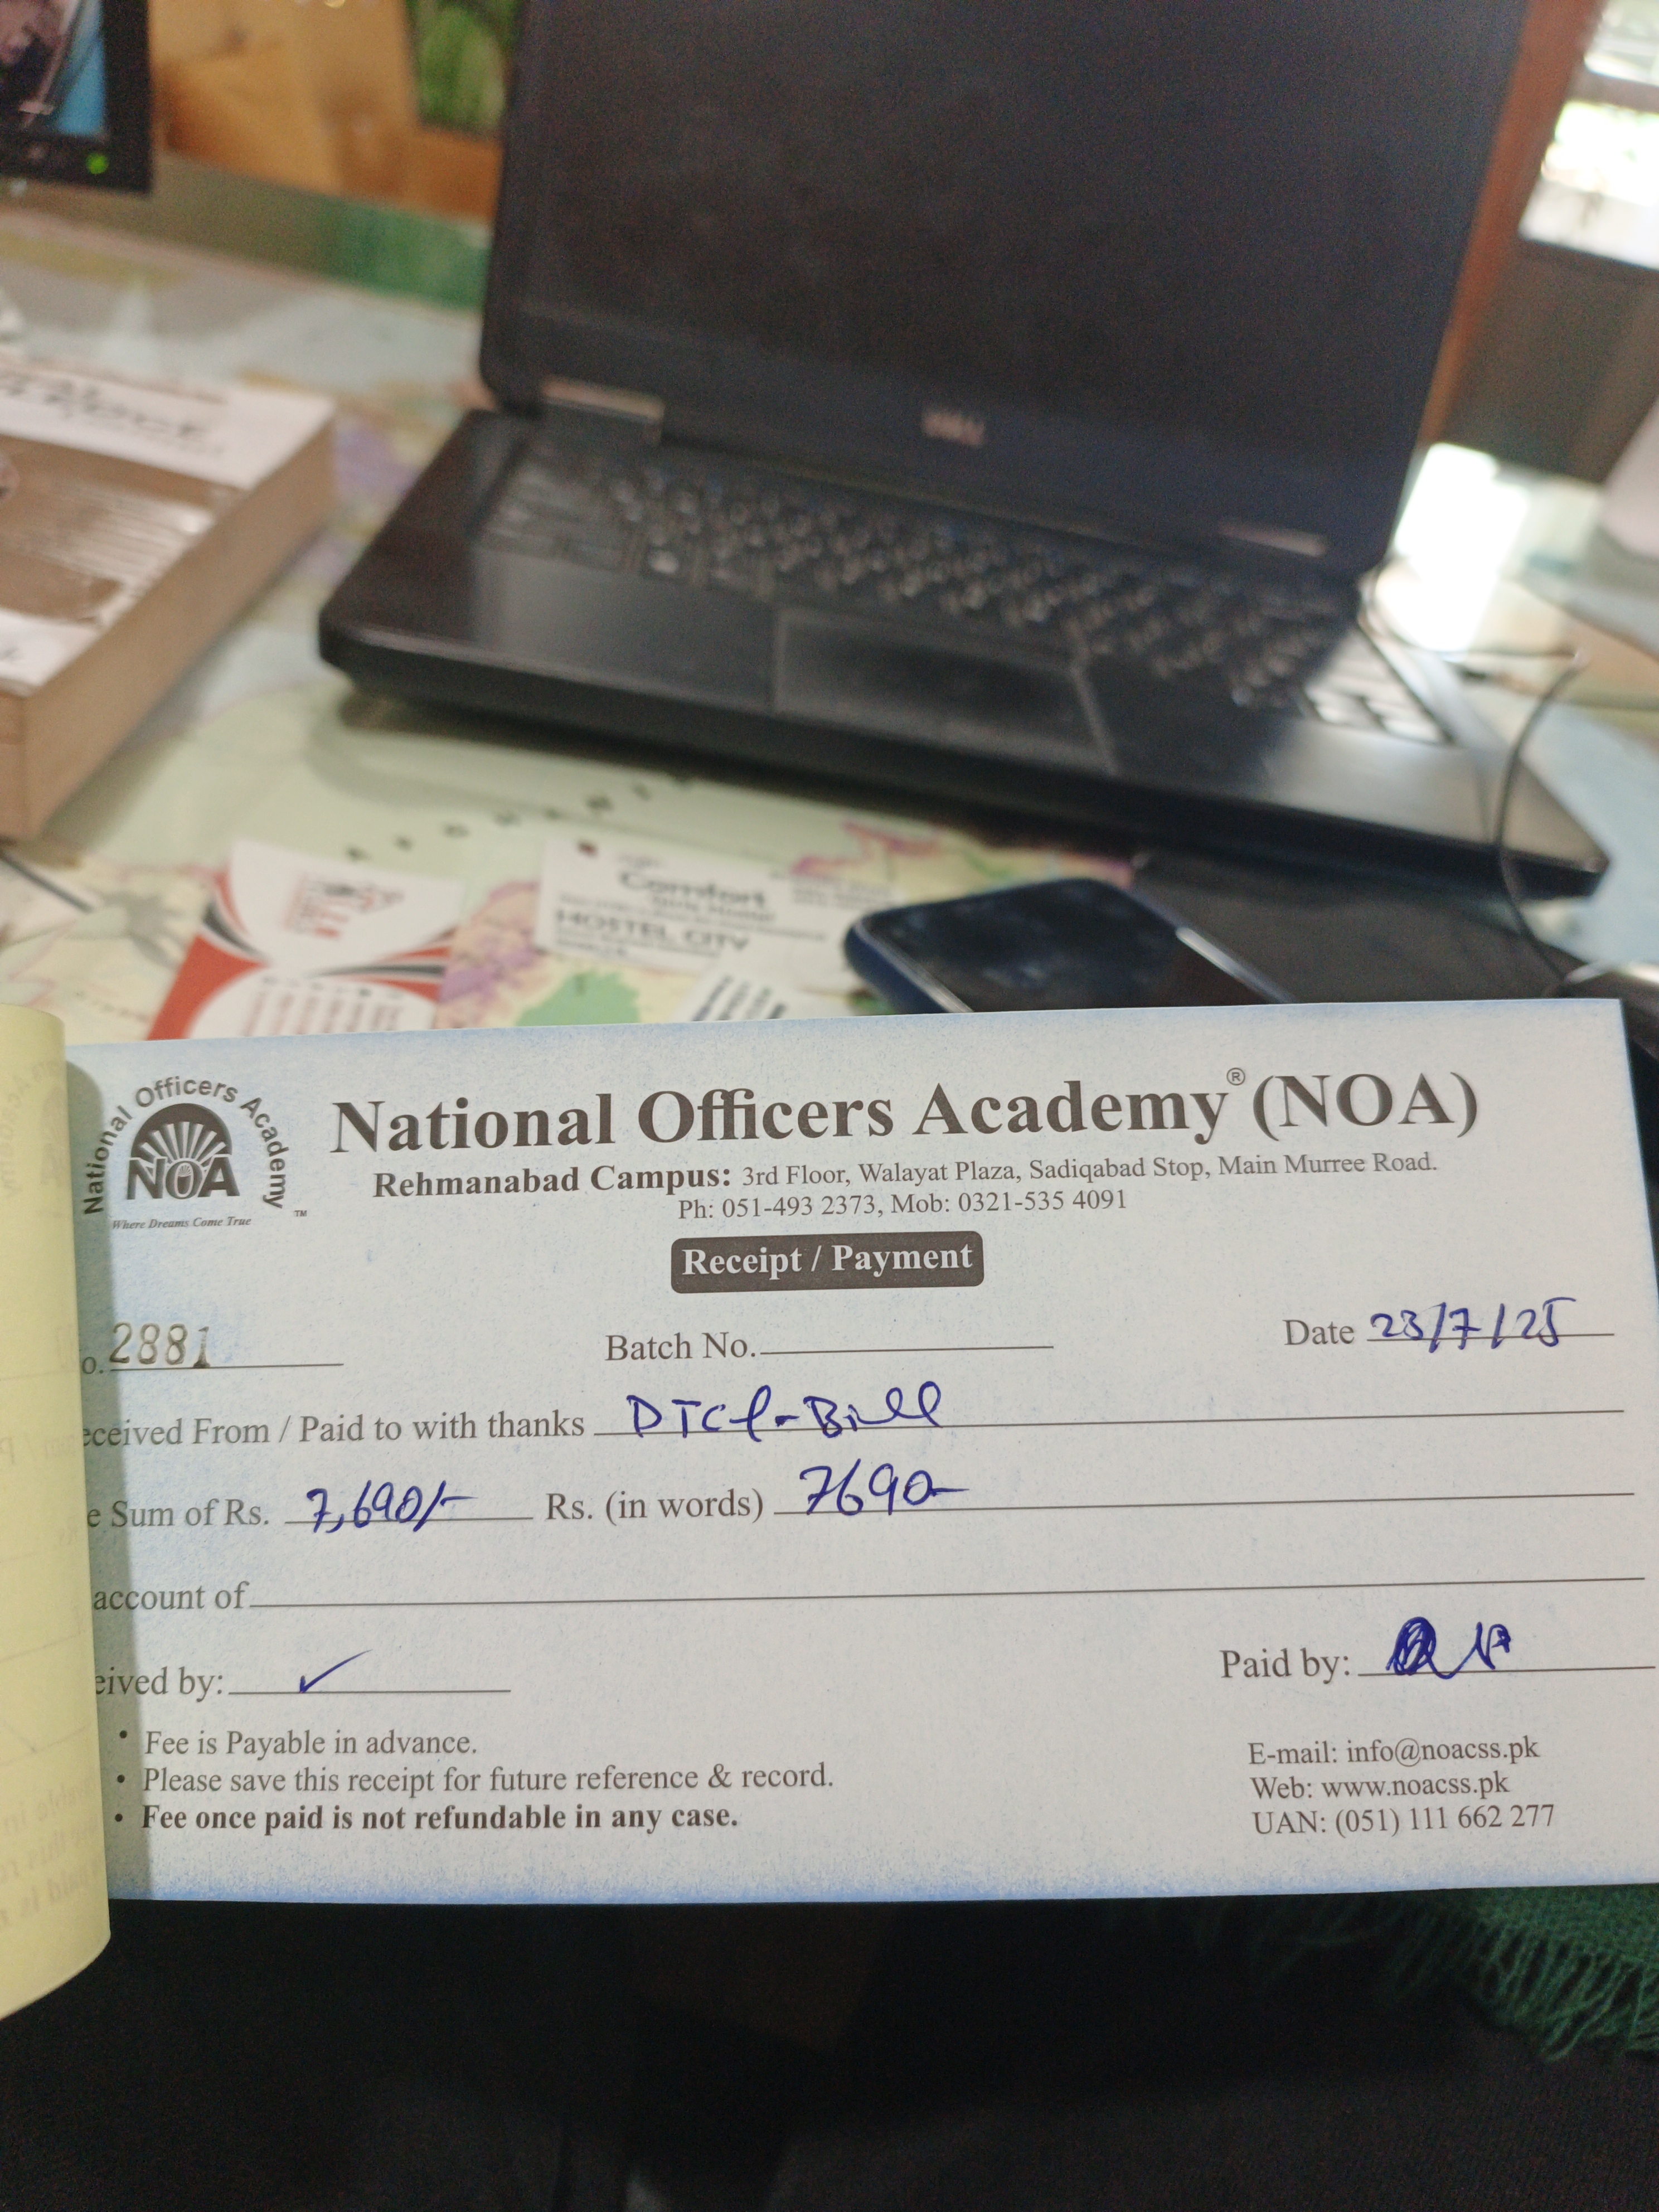 Comfort
HOSTEL CITY
National Officers Academy
NOA
TM
Where Dreams Come True
National Officers Academy® (NOA)
Rehmanabad Campus: 3rd Floor, Walayat Plaza, Sadiqabad Stop, Main Murree Road.
Ph: 051-493 2373, Mob: 0321-535 4091
Receipt / Payment
o. 2881 Batch No. Date 23/7/25
eceived From / Paid to with thanks DTCL-Bill
e Sum of Rs. 7,690/- Rs. (in words) 7690-
account of
eived by: Paid by:
• Fee is Payable in advance.
• Please save this receipt for future reference & record.
• Fee once paid is not refundable in any case.
E-mail: info@noacss.pk
Web: www.noacss.pk
UAN: (051) 111 662 277